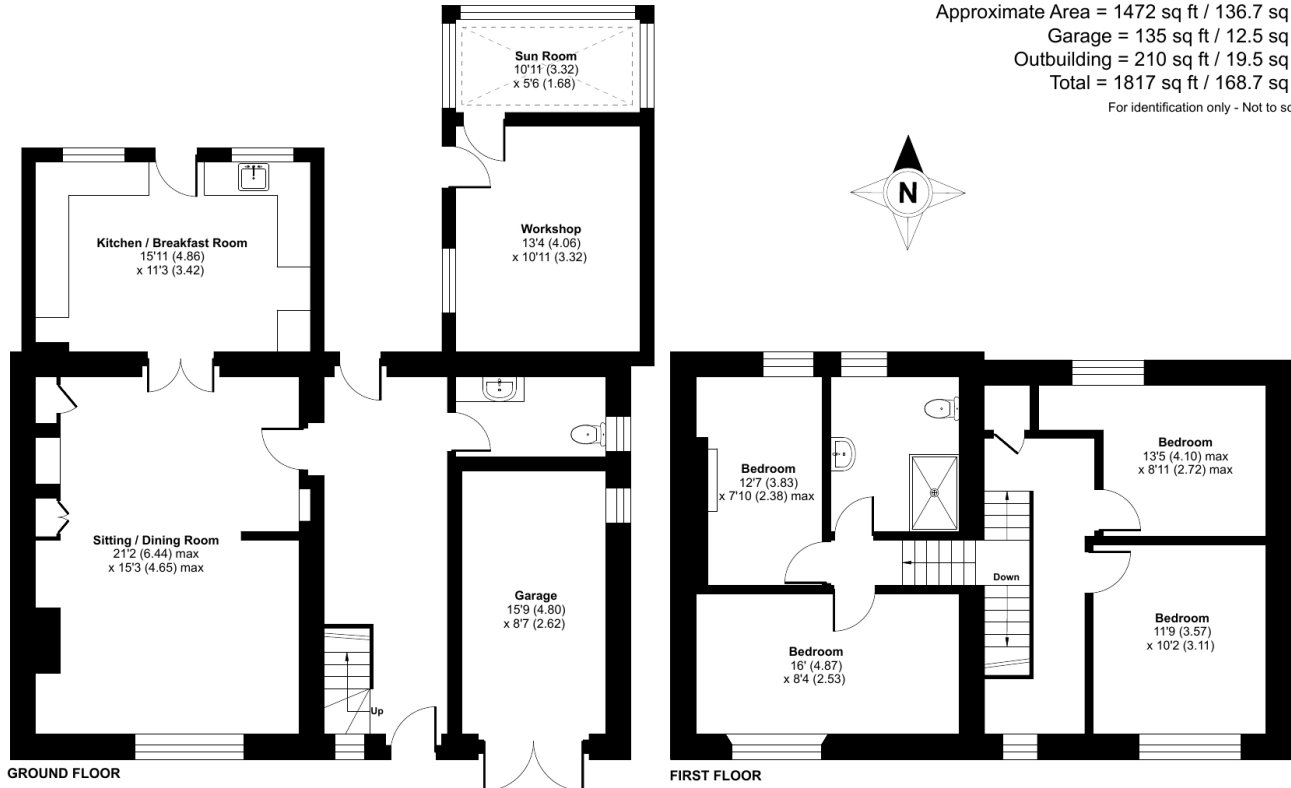 Approximate Area = 1472 sq ft / 136.7 sq
Garage = 135 sq ft / 12.5 sq
Outbuilding = 210 sq ft / 19.5 sq
Total = 1817 sq ft / 168.7 sq
For identification only - Not to sc
N
Sun Room
10'11 (3.32)
x 5'6 (1.68)
Kitchen / Breakfast Room
15'11 (4.86)
x 11'3 (3.42)
Workshop
13'4 (4.06)
x 10'11 (3.32)
Sitting / Dining Room
21'2 (6.44) max
x 15'3 (4.65) max
Garage
15'9 (4.80)
x 8'7 (2.62)
Up
GROUND FLOOR
Bedroom
12'7 (3.83)
x 7'10 (2.38) max
Bedroom
13'5 (4.10) max
x 8'11 (2.72) max
Down
Bedroom
11'9 (3.57)
x 10'2 (3.11)
Bedroom
16' (4.87)
x 8'4 (2.53)
FIRST FLOOR